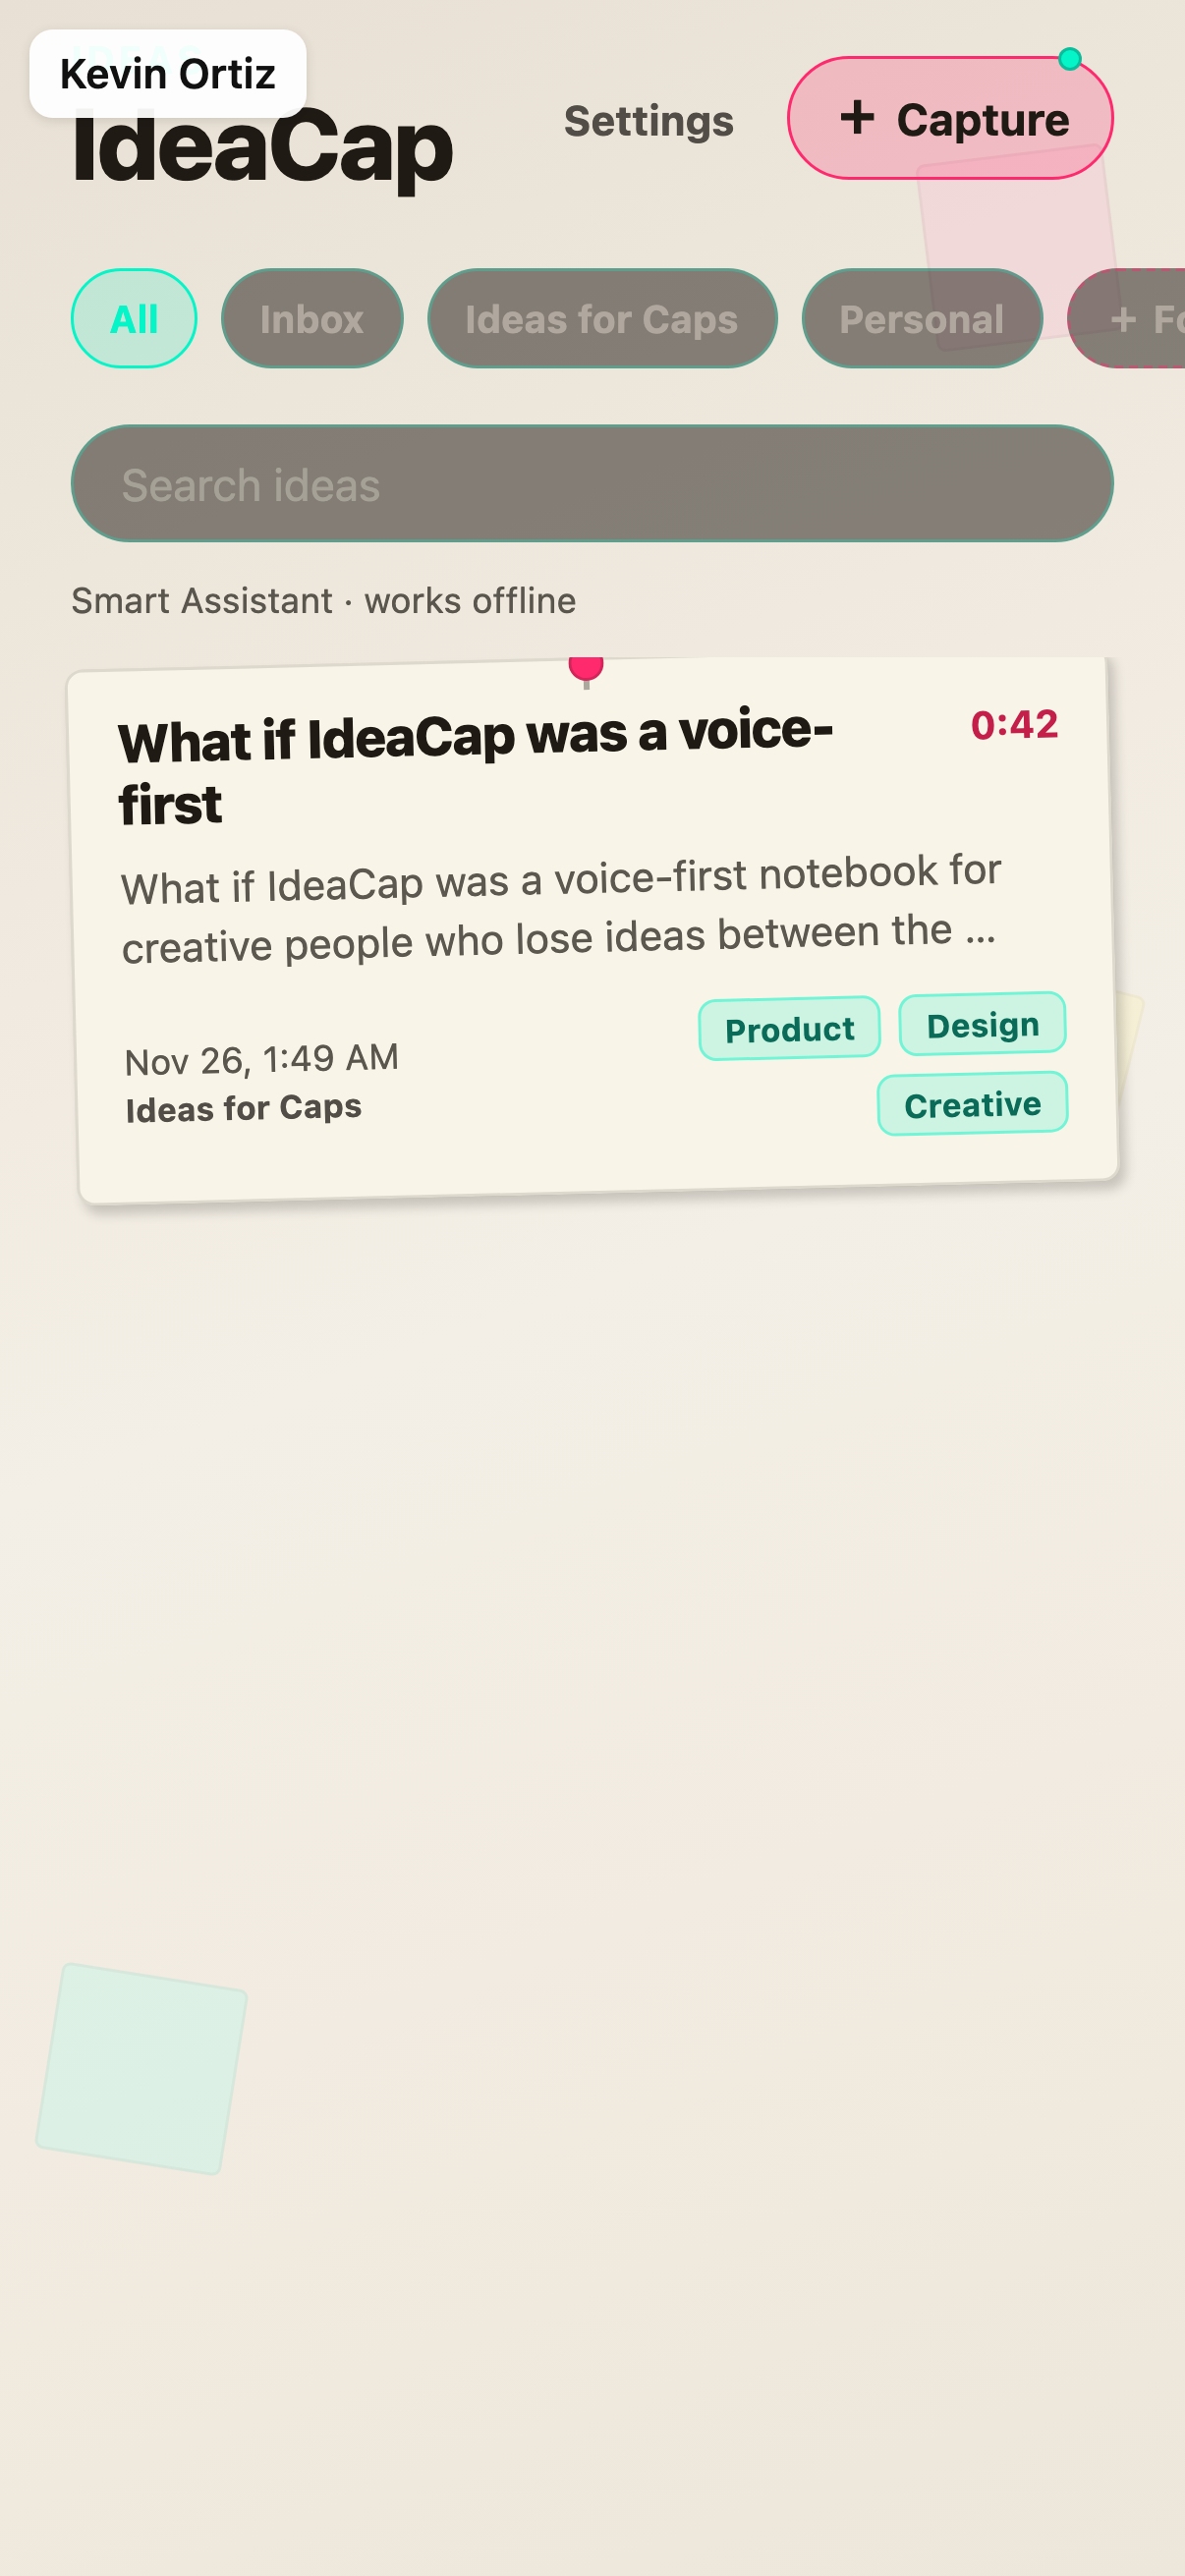 Kevin Ortiz
IdeaCap
Settings
+ Capture
All
Inbox
Ideas for Caps
Personal
+ Fo
Search ideas
Smart Assistant · works offline
What if IdeaCap was a voice-
first
0:42
What if IdeaCap was a voice-first notebook for
creative people who lose ideas between the ...
Product
Design
Nov 26, 1:49 AM
Ideas for Caps
Creative